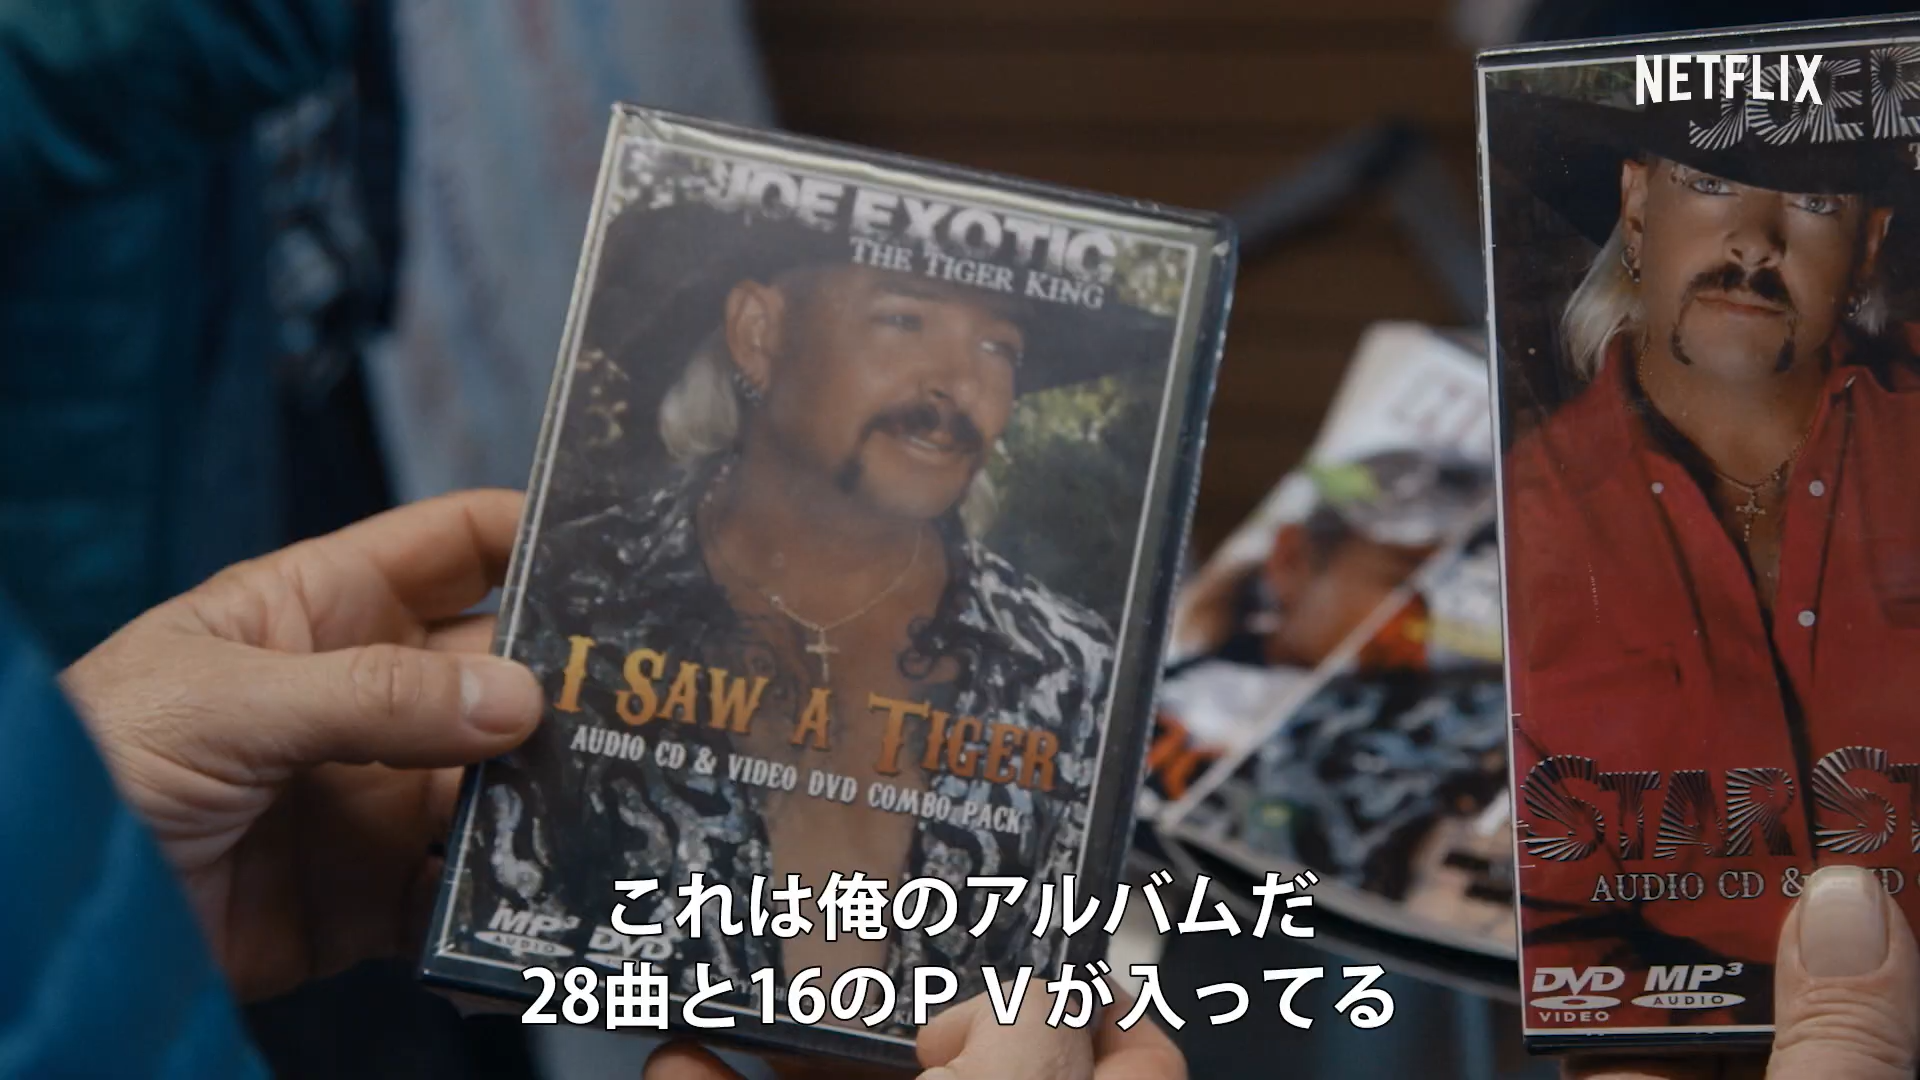 NETFLIX
JOE EXOTIC
THE TIGER KING
I SAW A TIGER
AUDIO CD & VIDEO DVD COMBO PACK
MP3
AUDIO
DVD
JOE E
STAR ST
AUDIO CD &
DVD
VIDEO
MP3
AUDIO
これは俺のアルバムだ
28曲と16のＰＶが入ってる